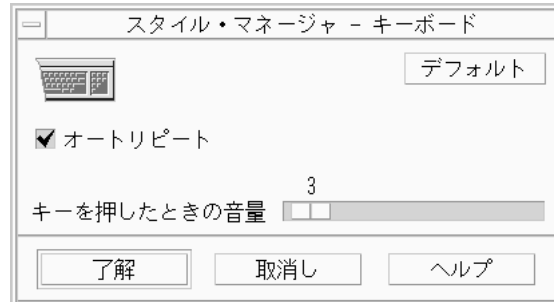 スタイル・マネージャ － キーボード
デフォルト
オートリピート
3
キーを押したときの音量
了解 取消し ヘルプ